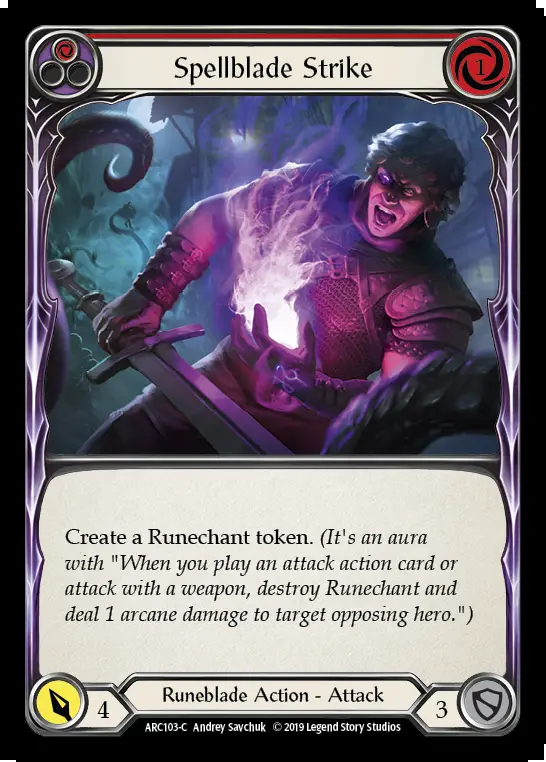 Spellblade Strike
1
Create a Runechant token. (It's an aura
with "When you play an attack action card or
attack with a weapon, destroy Runechant and
deal 1 arcane damage to target opposing hero.")
4
Runeblade Action - Attack
3
ARC103-C Andrey Savchuk © 2019 Legend Story Studios